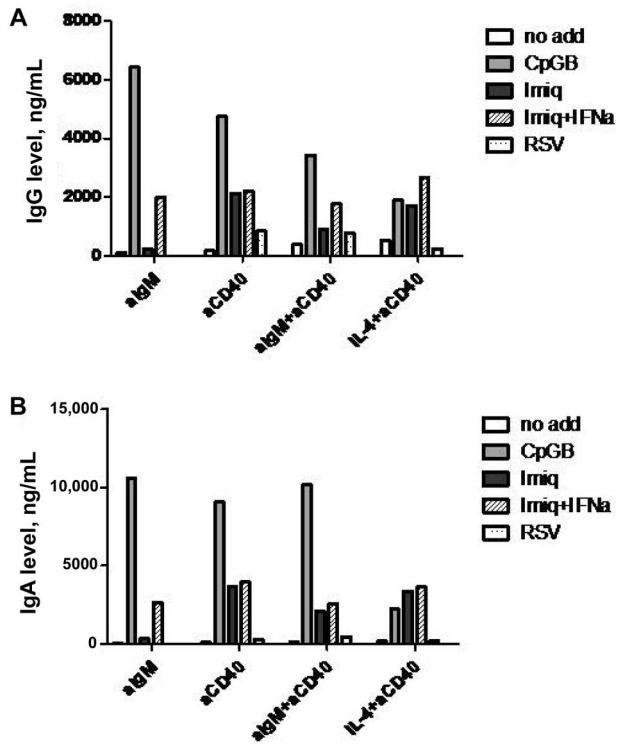 A
IgG level, ng/mL
8000
6000
4000
2000
0
aIgM
aCD40
aIgM+aCD40
IL-4+aCD40
no add
CpGB
Imiq
Imiq+IFNa
RSV
B
IgA level, ng/mL
15,000
10,000
5000
0
aIgM
aCD40
aIgM+aCD40
IL-4+aCD40
no add
CpGB
Imiq
Imiq+IFNa
RSV